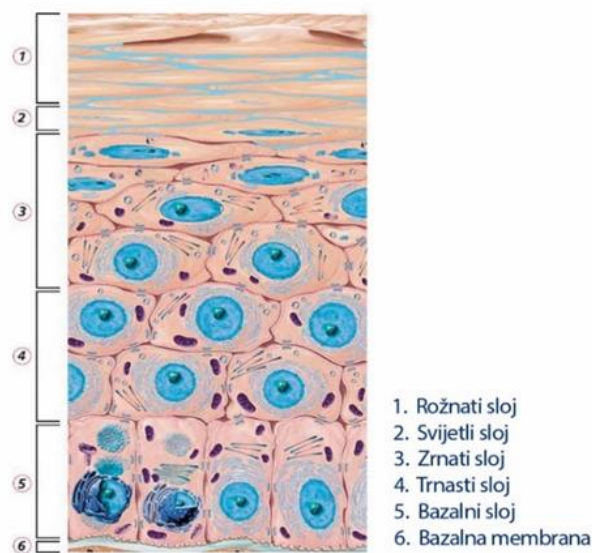 1
2
3
4
5
6
1. Rožnati sloj
2. Svijetli sloj
3. Zrnati sloj
4. Trnasti sloj
5. Bazalni sloj
6. Bazalna membrana